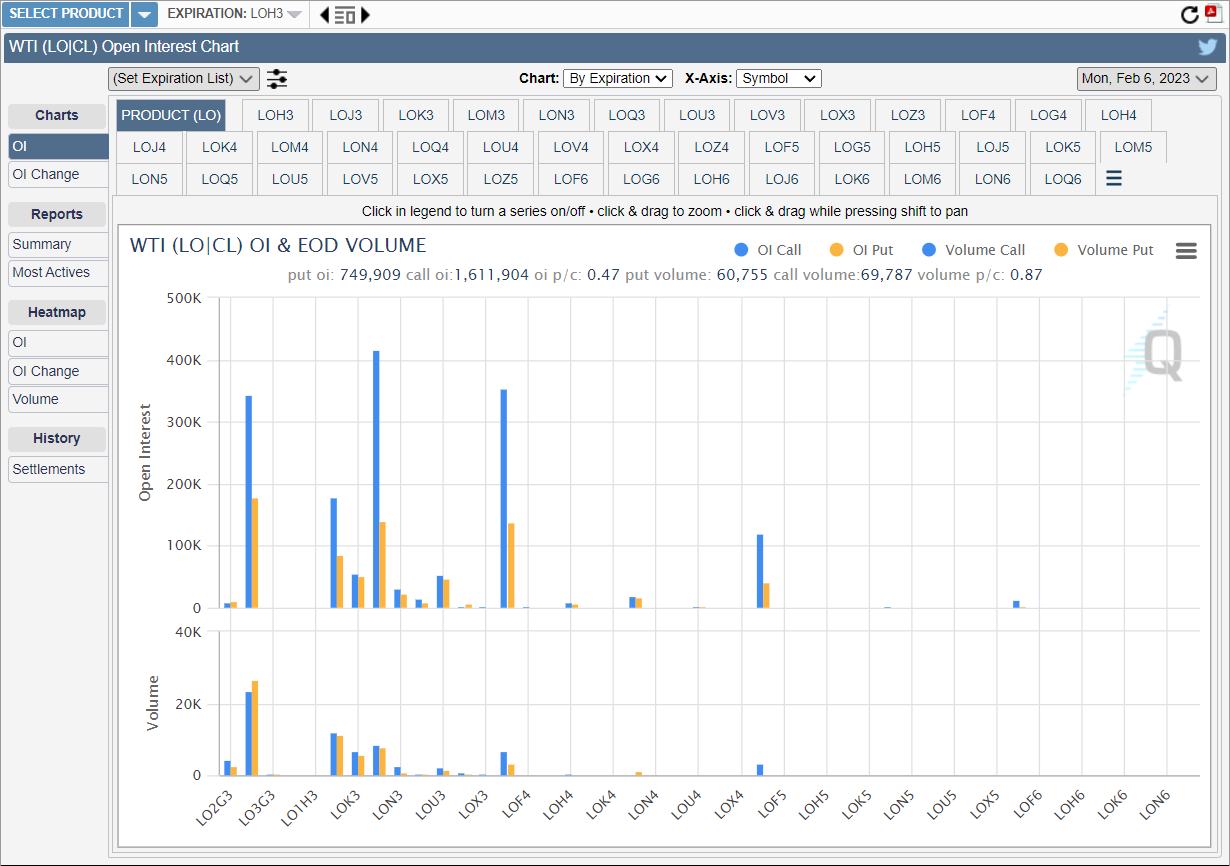 SELECT PRODUCT EXPIRATION: LOH3
WTI (LO|CL) Open Interest Chart
(Set Expiration List) Chart: By Expiration X-Axis: Symbol Mon, Feb 6, 2023
Charts
OI
OI Change
Reports
Summary
Most Actives
Heatmap
OI
OI Change
Volume
History
Settlements
PRODUCT (LO) LOH3 LOJ3 LOK3 LOM3 LON3 LOQ3 LOU3 LOV3 LOX3 LOZ3 LOF4 LOG4 LOH4
LOJ4 LOK4 LOM4 LON4 LOQ4 LOU4 LOV4 LOX4 LOZ4 LOF5 LOG5 LOH5 LOJ5 LOK5 LOM5
LON5 LOQ5 LOU5 LOV5 LOX5 LOZ5 LOF6 LOG6 LOH6 LOJ6 LOK6 LOM6 LON6 LOQ6
Click in legend to turn a series on/off • click & drag to zoom • click & drag while pressing shift to pan
WTI (LO|CL) OI & EOD VOLUME
OI Call OI Put Volume Call Volume Put
put oi: 749,909 call oi:1,611,904 oi p/c: 0.47 put volume: 60,755 call volume:69,787 volume p/c: 0.87
Q
Open Interest
500K
400K
300K
200K
100K
0
Volume
40K
20K
0
LO2G3 LO3G3 LO1H3 LOK3 LON3 LOU3 LOX3 LOF4 LOH4 LOK4 LON4 LOU4 LOX4 LOF5 LOH5 LOK5 LON5 LOU5 LOX5 LOF6 LOH6 LOK6 LON6